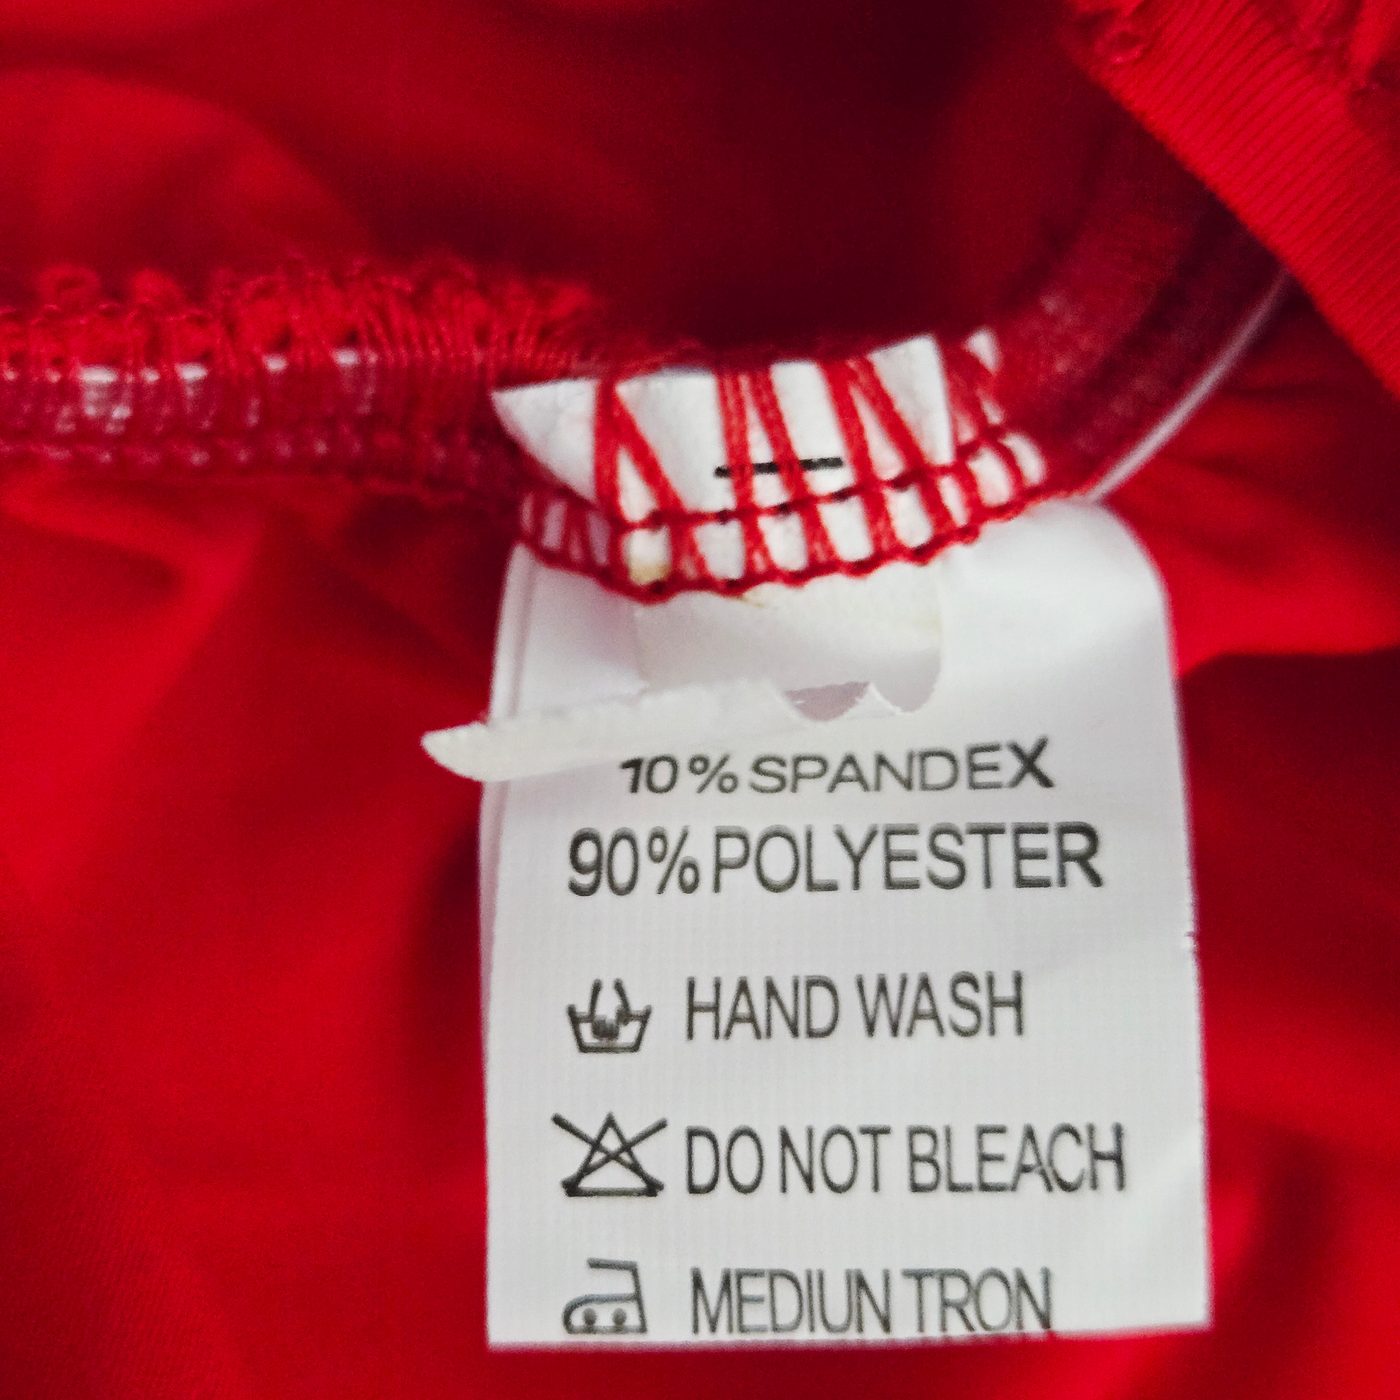 10% SPANDEX
90% POLYESTER
HAND WASH
DO NOT BLEACH
MEDIUN TRON